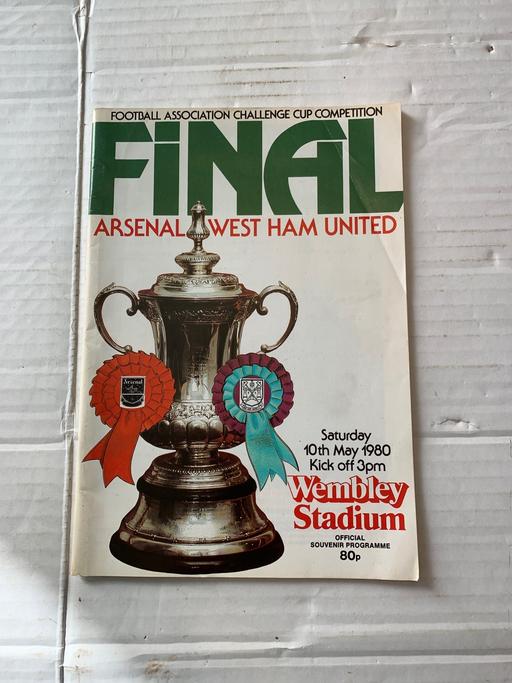 FOOTBALL ASSOCIATION CHALLENGE CUP COMPETITION
FiNAL
ARSENAL WEST HAM UNITED
Arsenal
Saturday
10th May 1980
Kick off 3pm
Wembley
Stadium
OFFICIAL
SOUVENIR PROGRAMME
80p